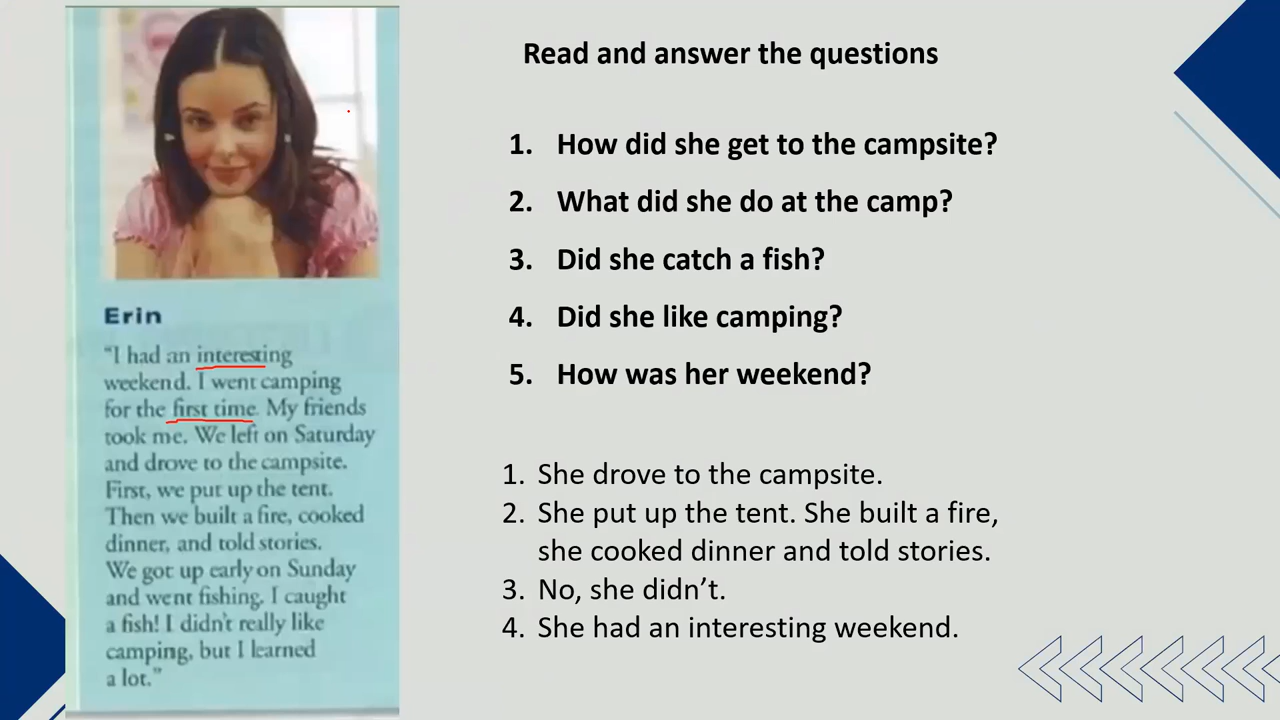 Erin
"I had an interesting
weekend. I went camping
for the first time. My friends
took me. We left on Saturday
and drove to the campsite.
First, we put up the tent.
Then we built a fire, cooked
dinner, and told stories.
We got up early on Sunday
and went fishing. I caught
a fish! I didn't really like
camping, but I learned
a lot."
Read and answer the questions
1. How did she get to the campsite?
2. What did she do at the camp?
3. Did she catch a fish?
4. Did she like camping?
5. How was her weekend?
1. She drove to the campsite.
2. She put up the tent. She built a fire,
she cooked dinner and told stories.
3. No, she didn’t.
4. She had an interesting weekend.